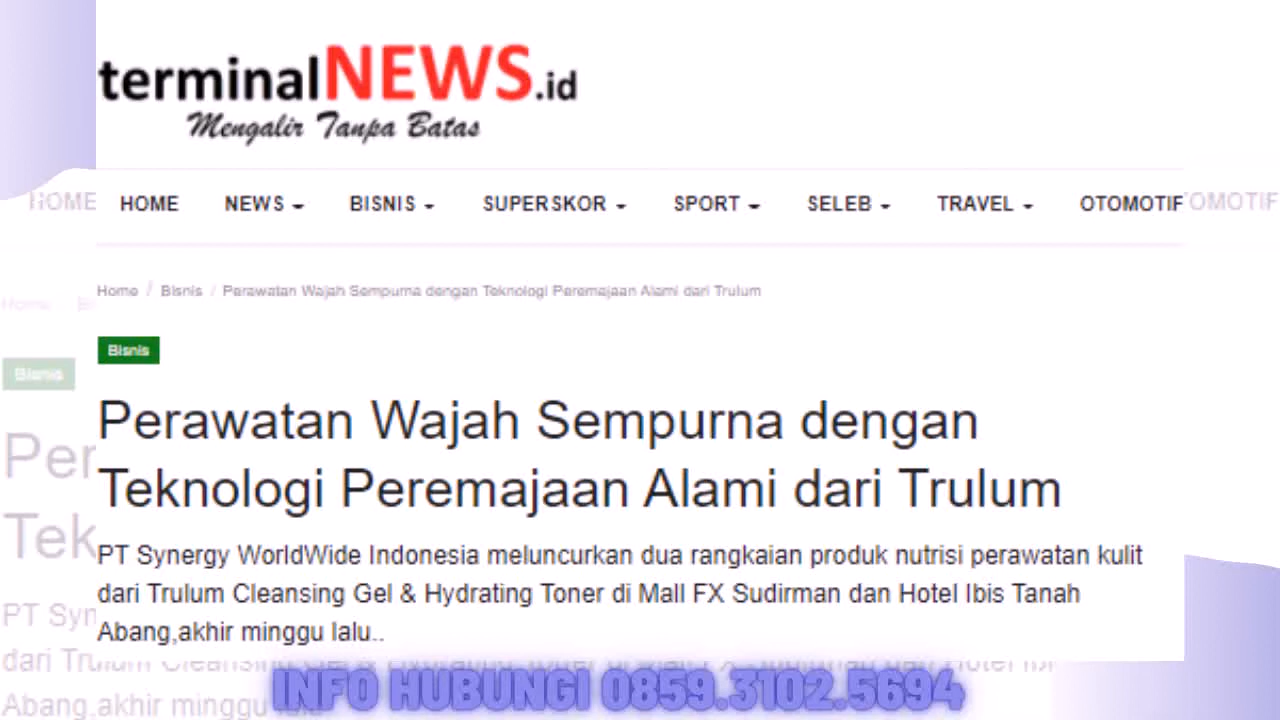 terminalNEWS.id
Mengalir Tanpa Batas
HOME NEWS BISNIS SUPERSKOR SPORT SELEB TRAVEL OTOMOTIF
Home / Bisnis / Perawatan Wajah Sempurna dengan Teknologi Peremajaan Alami dari Trulum
Bisnis
Perawatan Wajah Sempurna dengan
Teknologi Peremajaan Alami dari Trulum
PT Synergy WorldWide Indonesia meluncurkan dua rangkaian produk nutrisi perawatan kulit
dari Trulum Cleansing Gel & Hydrating Toner di Mall FX Sudirman dan Hotel Ibis Tanah
Abang,akhir minggu lalu..
INFO HUBUNGI 0859.3102.5694